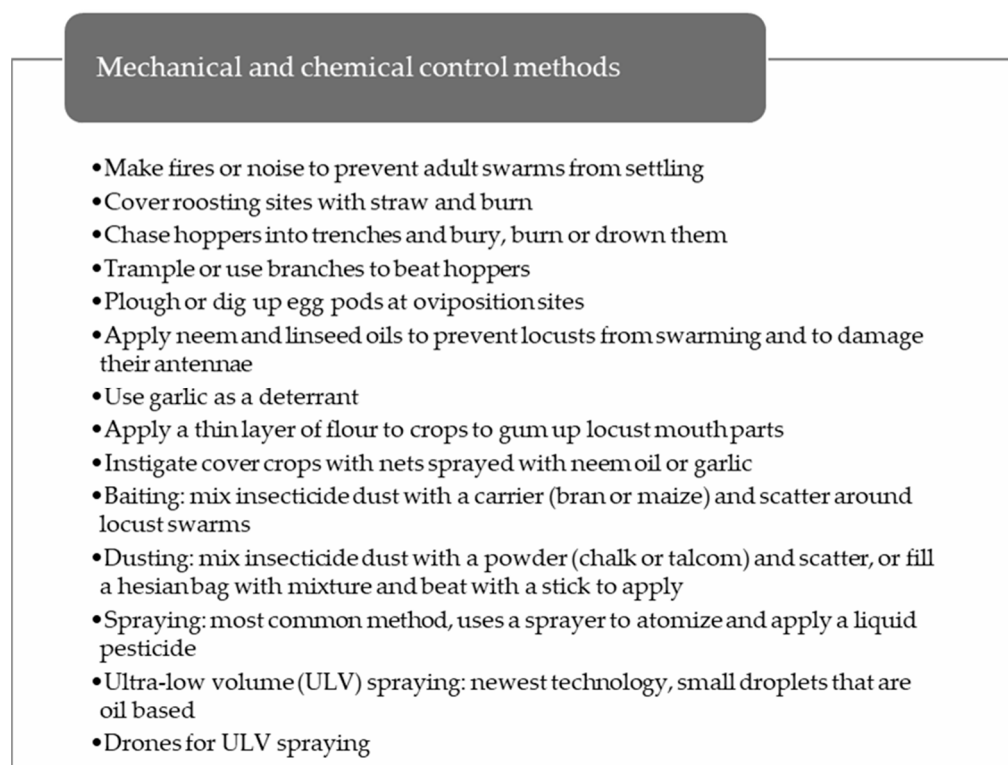 Mechanical and chemical control methods
•Make fires or noise to prevent adult swarms from settling
•Cover roosting sites with straw and burn
•Chase hoppers into trenches and bury, burn or drown them
•Trample or use branches to beat hoppers
•Plough or dig up egg pods at oviposition sites
•Apply neem and linseed oils to prevent locusts from swarming and to damage
their antennae
•Use garlic as a deterrant
•Apply a thin layer of flour to crops to gum up locust mouthparts
•Instigate cover crops with nets sprayed with neem oil or garlic
•Baiting: mix insecticide dust with a carrier (bran or maize) and scatter around
locust swarms
•Dusting: mix insecticide dust with a powder (chalk or talcom) and scatter, or fill
a hesian bag with mixture and beat with a stick to apply
•Spraying: most common method, uses a sprayer to atomize and apply a liquid
pesticide
•Ultra-low volume (ULV) spraying: newest technology, small droplets that are
oil based
•Drones for ULV spraying